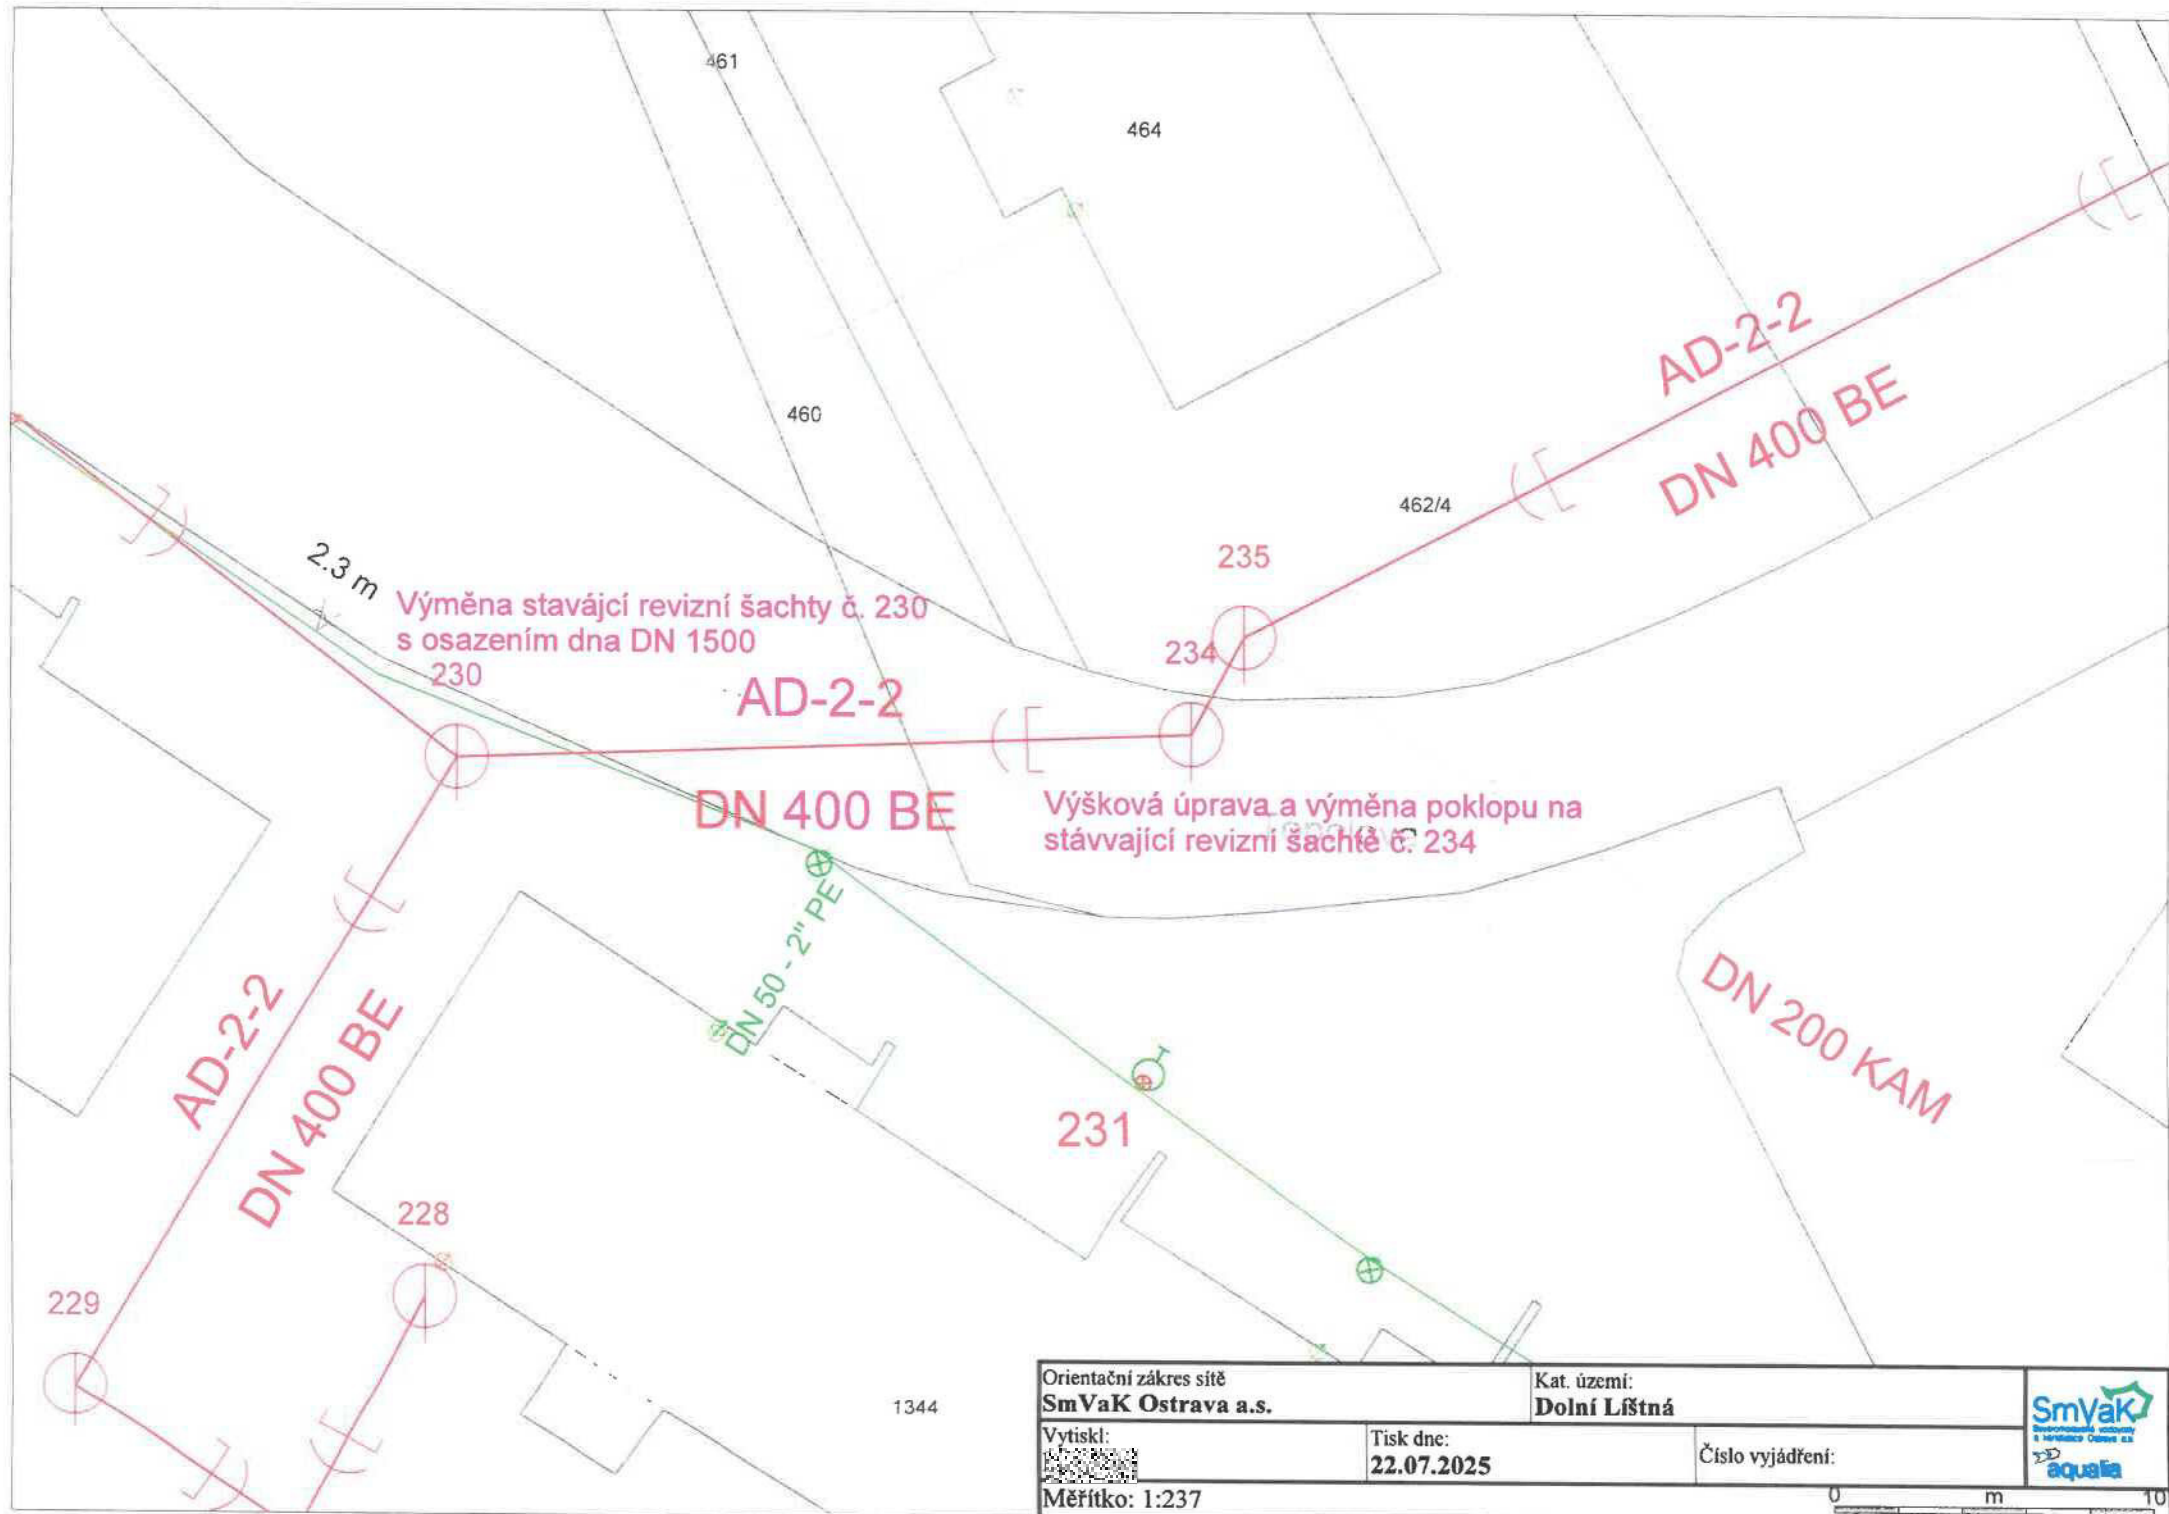 461
464
460
462/4
AD-2-2
DN 400 BE
235
234
2.3 m
Výměna stavájcí revizní šachty č. 230
s osazením dna DN 1500
230
AD-2-2
DN 400 BE
Výšková úprava a výměna poklopu na
stávvající revizní šachtě č. 234
DN 50 - 2" PE
AD-2-2
DN 400 BE
DN 200 KAM
231
228
229
1344
Orientační zákres sítě
SmVaK Ostrava a.s.
Kat. území:
Dolní Líštná
Vytiskl:
Tisk dne:
22.07.2025
Číslo vyjádření:
Měřítko: 1:237
SmVaK
aqualia
0 m 10